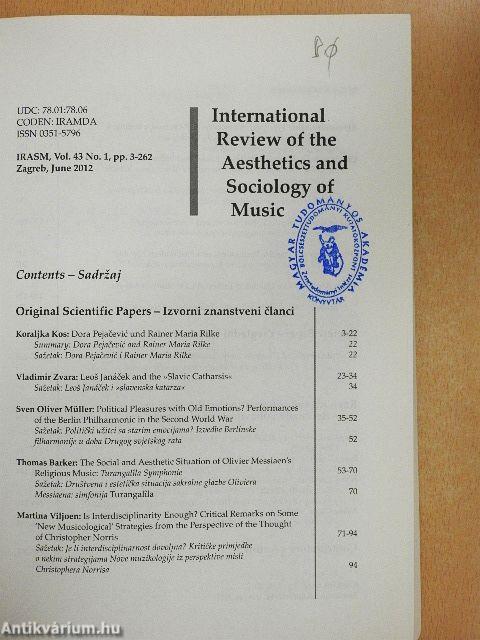 UDC: 78.01:78.06
CODEN: IRAMDA
ISSN 0351-5796
IRASM, Vol. 43 No. 1, pp. 3-262
Zagreb, June 2012
International
Review of the
Aesthetics and
Sociology of
Music
MAGYAR TUDOMÁNYOS AKADÉMIA
BÖLCSÉSZETTUDOMÁNYI KUTATÓKÖZPONT
KÖNYVTÁR
Contents – Sadržaj
Original Scientific Papers – Izvorni znanstveni članci
Koraljka Kos: Dora Pejačević und Rainer Maria Rilke 3-22
Summary: Dora Pejačević and Rainer Maria Rilke 22
Sažetak: Dora Pejačević i Rainer Maria Rilke 22
Vladimír Zvara: Leoš Janáček and the »Slavic Catharsis« 23-34
Sažetak: Leoš Janáček i »slavenska katarza« 34
Sven Oliver Müller: Political Pleasures with Old Emotions? Performances
of the Berlin Philharmonic in the Second World War 35-52
Sažetak: Politički užitci sa starim emocijama? Izvedbe Berlinske
filharmonije u doba Drugog svjetskog rata 52
Thomas Barker: The Social and Aesthetic Situation of Olivier Messiaen's
Religious Music: Turangalîla Symphonie 53-70
Sažetak: Društvena i estetička situacija sakralne glazbe Oliviera
Messiaena: simfonija Turangalîla 70
Martina Viljoen: Is Interdisciplinarity Enough? Critical Remarks on Some
'New Musicological' Strategies from the Perspective of the Thought
of Christopher Norris 71-94
Sažetak: Je li interdisciplinarnost dovoljna? Kritičke primjedbe
o nekim strategijama Nove muzikologije iz perspektive misli
Christophera Norrisa 94
Antikvárium.hu